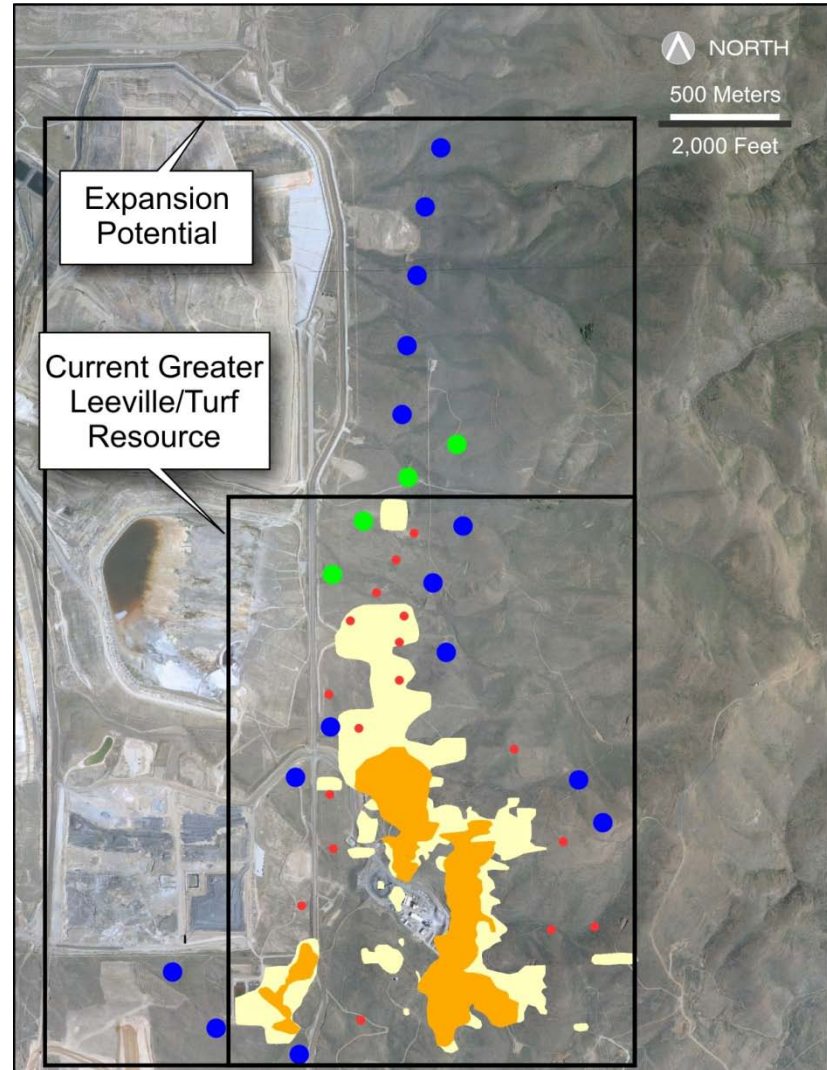 NORTH
500 Meters
2,000 Feet
Expansion
Potential
Current Greater
Leeville/Turf
Resource